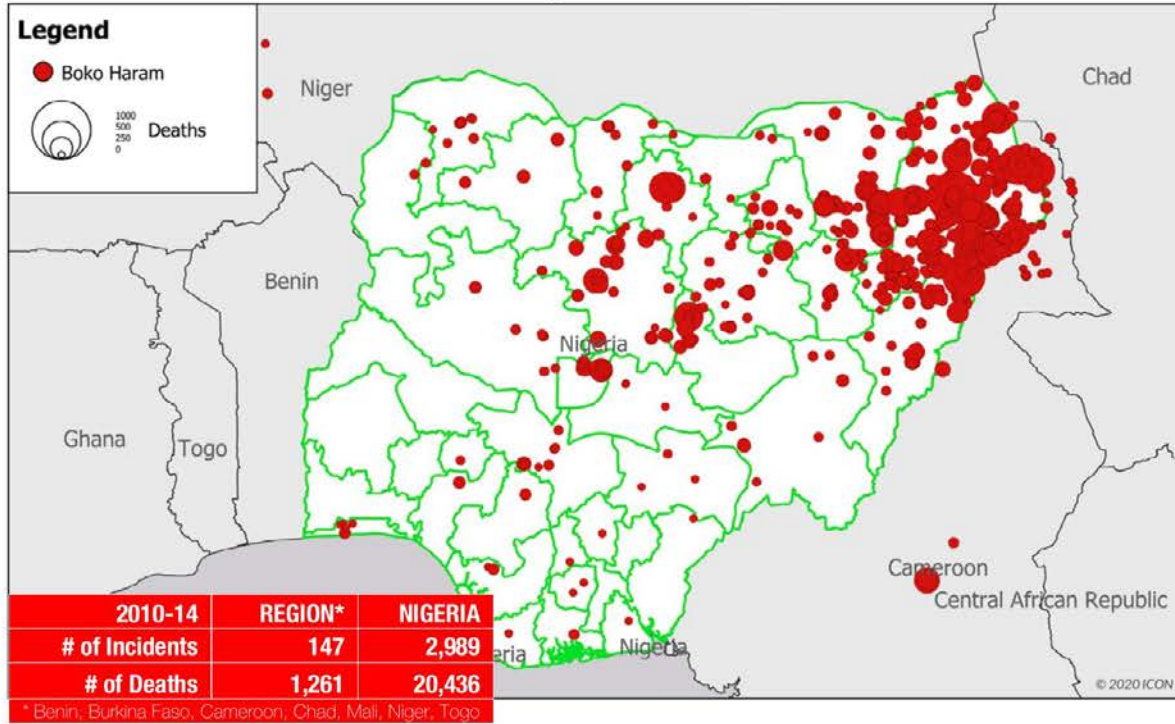 Legend
Boko Haram
1000
500
250
0
Deaths
Niger
Chad
Benin
Nigeria
Ghana
Togo
Cameroon
Central African Republic
eria
Nigeria
2010-14 REGION* NIGERIA
# of Incidents 147 2,989
# of Deaths 1,261 20,436
* Benin; Burkina Faso, Cameroon; Chad, Mali, Niger, Togo
© 2020 ICON